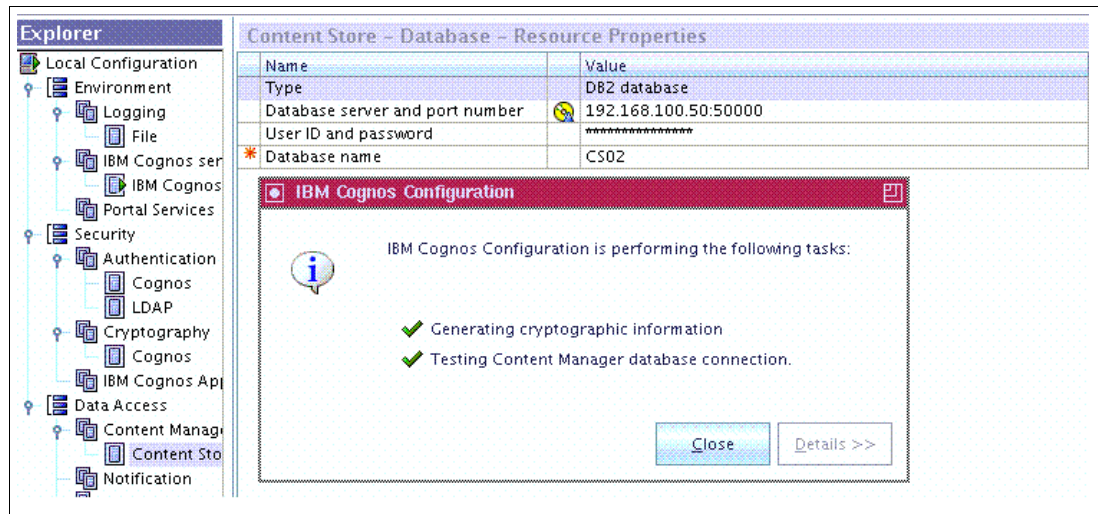 Explorer
Local Configuration
Environment
Logging
File
IBM Cognos ser
IBM Cognos
Portal Services
Security
Authentication
Cognos
LDAP
Cryptography
Cognos
IBM Cognos App
Data Access
Content Manag
Content Sto
Notification
Content Store – Database – Resource Properties
Name Value
Type DB2 database
Database server and port number 192.168.100.50:50000
User ID and password ****************
* Database name CS02
IBM Cognos Configuration
IBM Cognos Configuration is performing the following tasks:
Generating cryptographic information
Testing Content Manager database connection.
Close Details >>